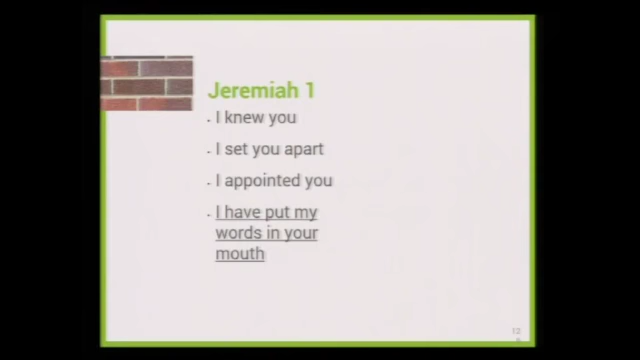 Jeremiah 1
. I knew you
. I set you apart
. I appointed you
. I have put my
words in your
mouth
12